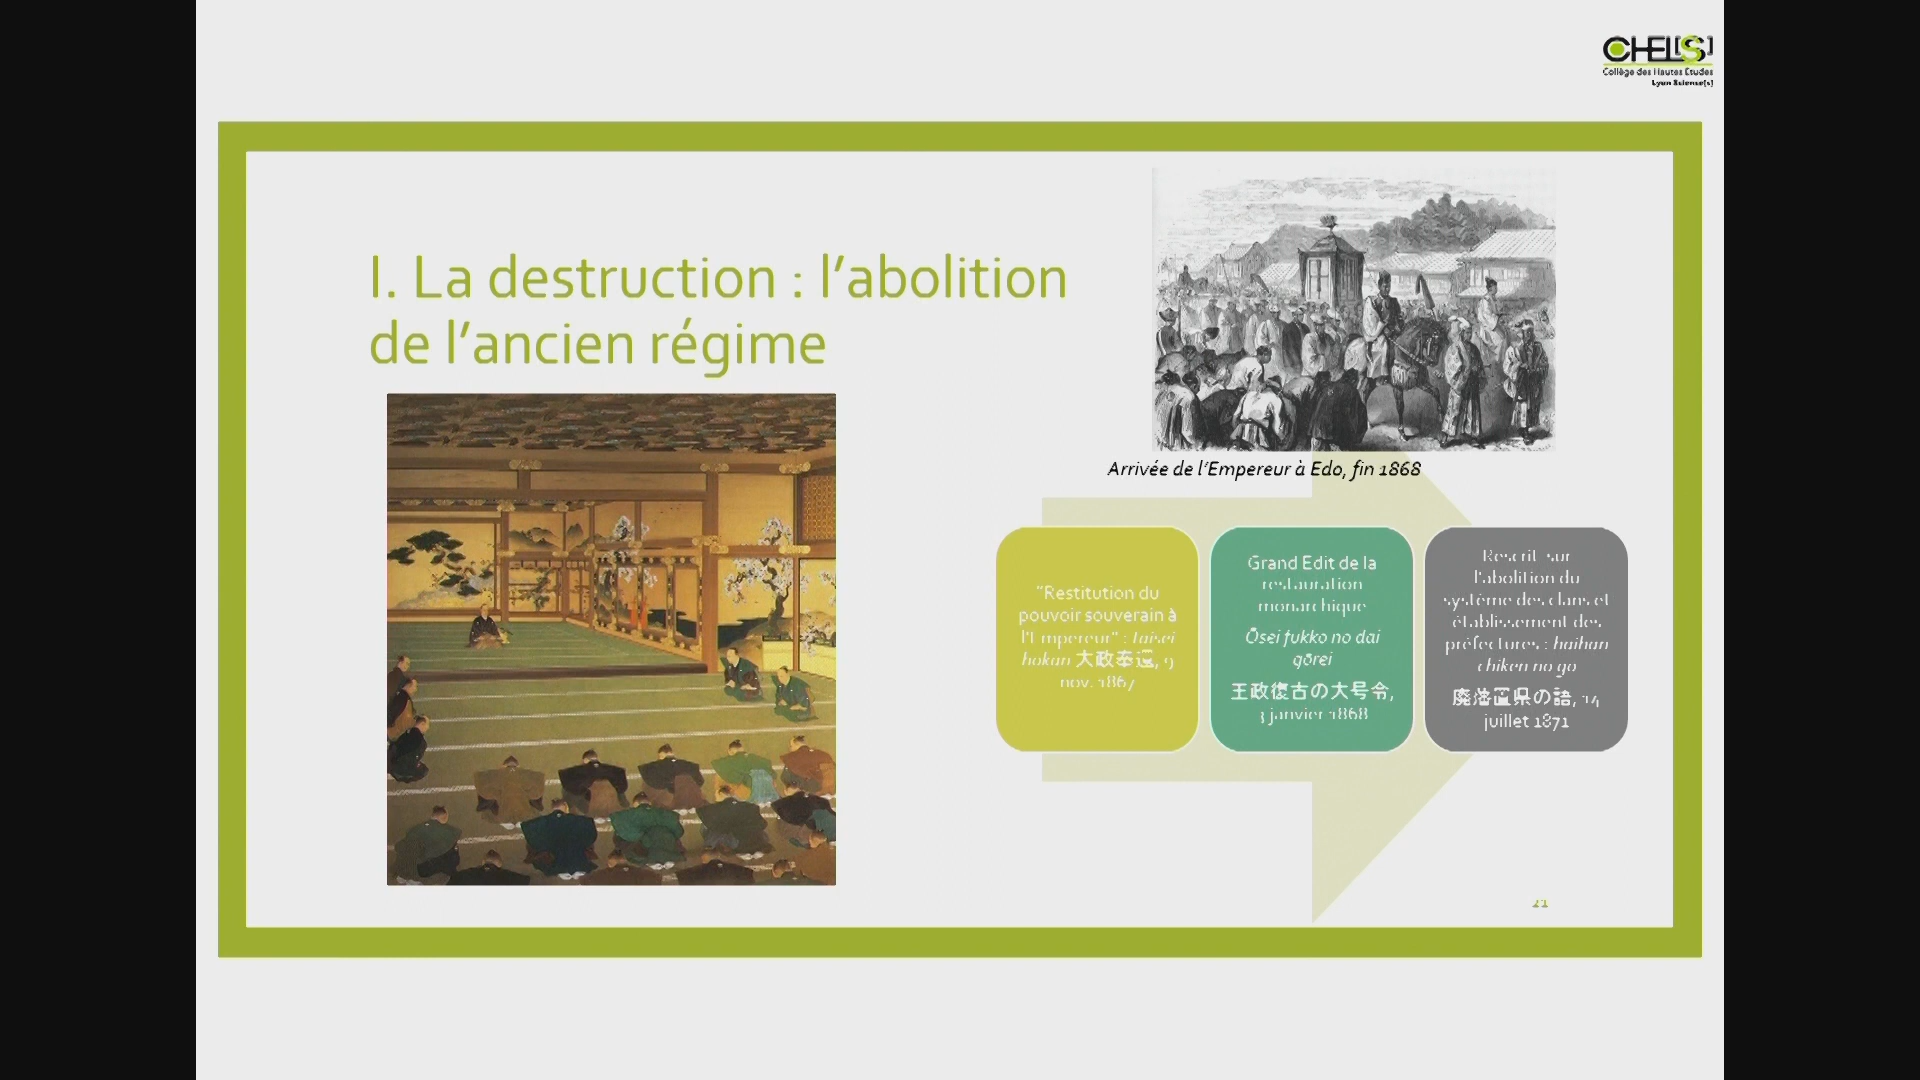 CHEL[S]
Collège des Hautes Etudes
Lyon Science[s]
I. La destruction : l’abolition
de l’ancien régime
Arrivée de l’Empereur à Edo, fin 1868
“Restitution du
pouvoir souverain à
l’Empereur” : taisei
hōkan 大政奉還, 9
nov. 1867
Grand Edit de la
restauration
monarchique
Ōsei fukko no dai
gōrei
王政復古の大号令,
3 janvier 1868
Rescrit sur
l’abolition du
système des clans et
établissement des
préfectures : haihan
chiken no
廃藩置県の 14
juillet 1871
21